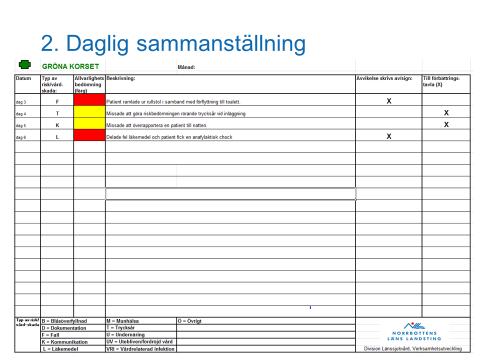 2. Daglig sammanställning
GRÖNA KORSET Månad:
Datum Typ av risk/vård. skada: Allvarlighets bedömning (färg) Beskrivning: Avvikelse skrivs av/sign: Till förbättrings- tavla (X)
dag 3 F Patient ramlade ur rullstol i samband med förflyttning till toalett. X
dag 4 T Missade att göra riskbedömningen rörande trycksår vid inläggning X
dag 5 K Missade att överrapportera en patient till natten X
dag 6 L Delade fel läkemedel och patient fick en anafylaktisk chock X
Typ av risk/ vård-skada B = Blåsöverfyllnad M = Munhälsa O = Övrigt
D = Dokumentation T = Trycksår
F = Fall U = Undernäring
K = Kommunikation UV = Utebliven/fördröjd vård
L = Läkemedel VRI = Vårdrelaterad infektion
NORRBOTTENS
LÄNS LANDSTING
Division Länssjukvård, Verksamhetsutveckling